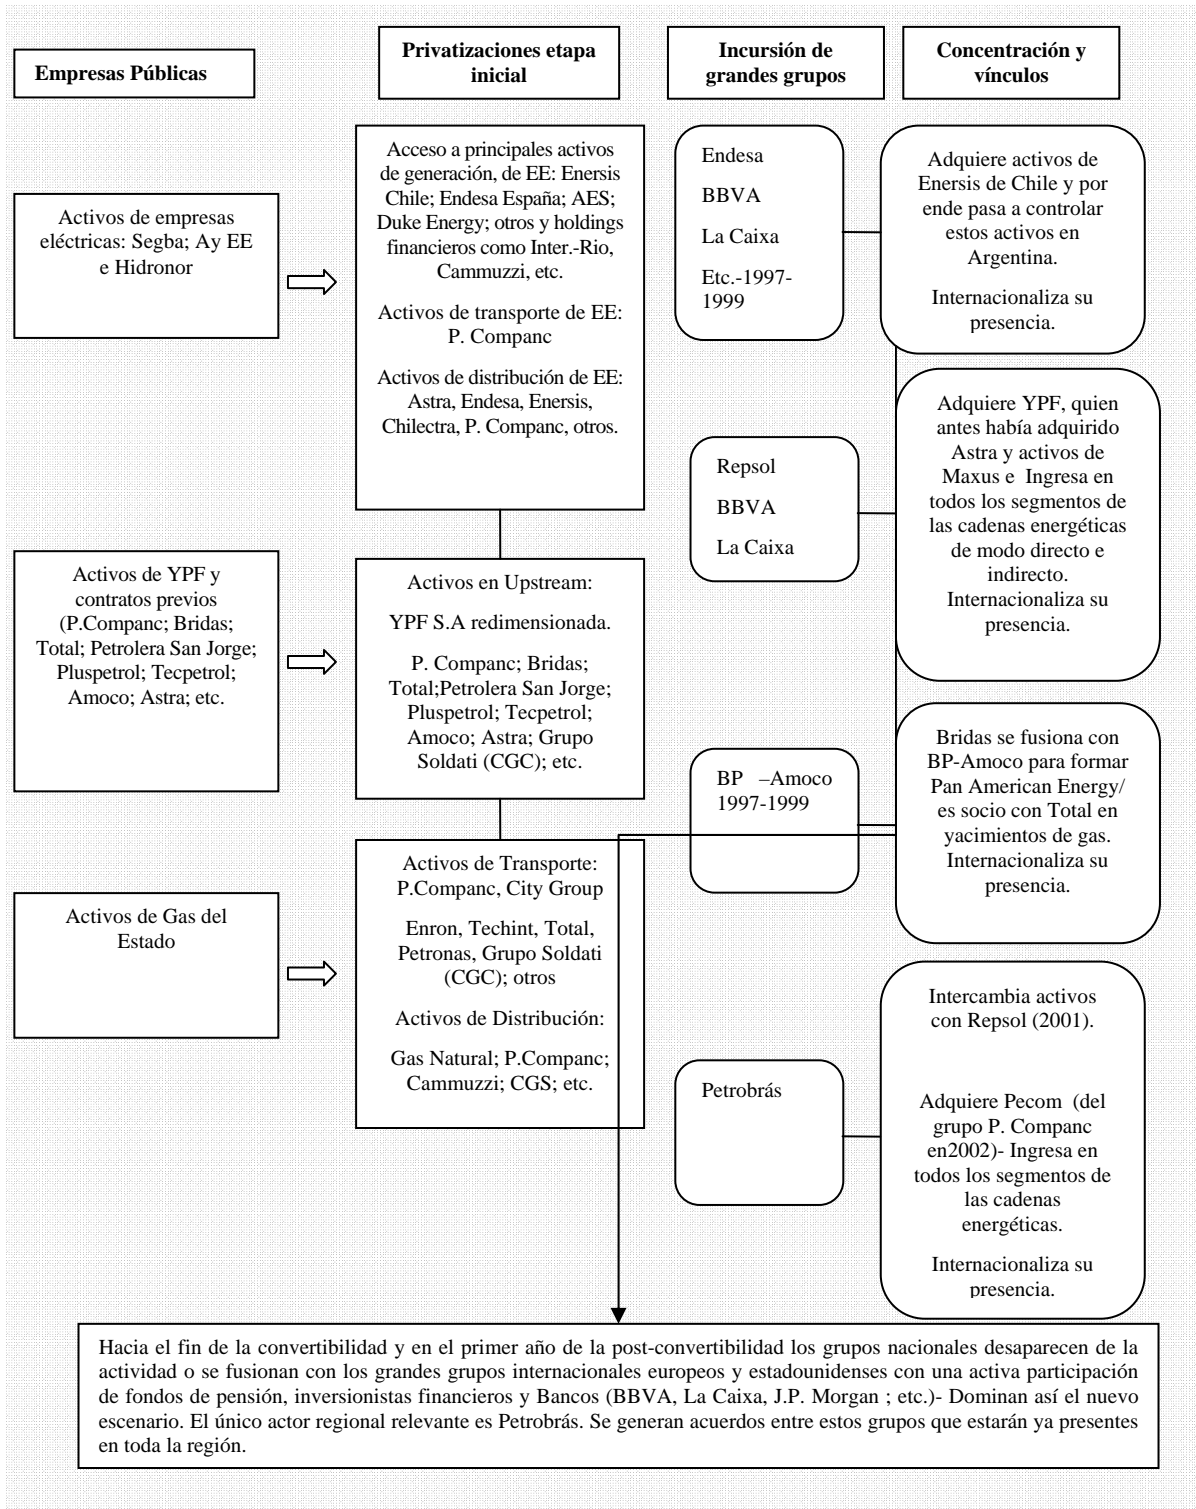 Empresas Públicas
Privatizaciones etapa
inicial
Incursión de
grandes grupos
Concentración y
vínculos
Activos de empresas
eléctricas: Segba; Ay EE
e Hidronor
Acceso a principales activos
de generación, de EE: Enersis
Chile; Endesa España; AES;
Duke Energy; otros y holdings
financieros como Inter.-Rio,
Cammuzzi, etc.
Activos de transporte de EE:
P. Companc
Activos de distribución de EE:
Astra, Endesa, Enersis,
Chilectra, P. Companc, otros.
Endesa
BBVA
La Caixa
Etc.-1997-
1999
Adquiere activos de
Enersis de Chile y por
ende pasa a controlar
estos activos en
Argentina.
Internacionaliza su
presencia.
Activos de YPF y
contratos previos
(P.Companc; Bridas;
Total; Petrolera San Jorge;
Pluspetrol; Tecpetrol;
Amoco; Astra; etc.
Activos en Upstream:
YPF S.A redimensionada.
P. Companc; Bridas;
Total;Petrolera San Jorge;
Pluspetrol; Tecpetrol;
Amoco; Astra; Grupo
Soldati (CGC); etc.
Repsol
BBVA
La Caixa
Adquiere YPF, quien
antes había adquirido
Astra y activos de
Maxus e Ingresa en
todos los segmentos de
las cadenas energéticas
de modo directo e
indirecto.
Internacionaliza su
presencia.
BP –Amoco
1997-1999
Bridas se fusiona con
BP-Amoco para formar
Pan American Energy/
es socio con Total en
yacimientos de gas.
Internacionaliza su
presencia.
Activos de Gas del
Estado
Activos de Transporte:
P.Companc, City Group
Enron, Techint, Total,
Petronas, Grupo Soldati
(CGC); otros
Activos de Distribución:
Gas Natural; P.Companc;
Cammuzzi; CGS; etc.
Petrobrás
Intercambia activos
con Repsol (2001).
Adquiere Pecom (del
grupo P. Companc
en2002)- Ingresa en
todos los segmentos de
las cadenas
energéticas.
Internacionaliza su
presencia.
Hacia el fin de la convertibilidad y en el primer año de la post-convertibilidad los grupos nacionales desaparecen de la
actividad o se fusionan con los grandes grupos internacionales europeos y estadounidenses con una activa participación
de fondos de pensión, inversionistas financieros y Bancos (BBVA, La Caixa, J.P. Morgan ; etc.)- Dominan así el nuevo
escenario. El único actor regional relevante es Petrobrás. Se generan acuerdos entre estos grupos que estarán ya presentes
en toda la región.